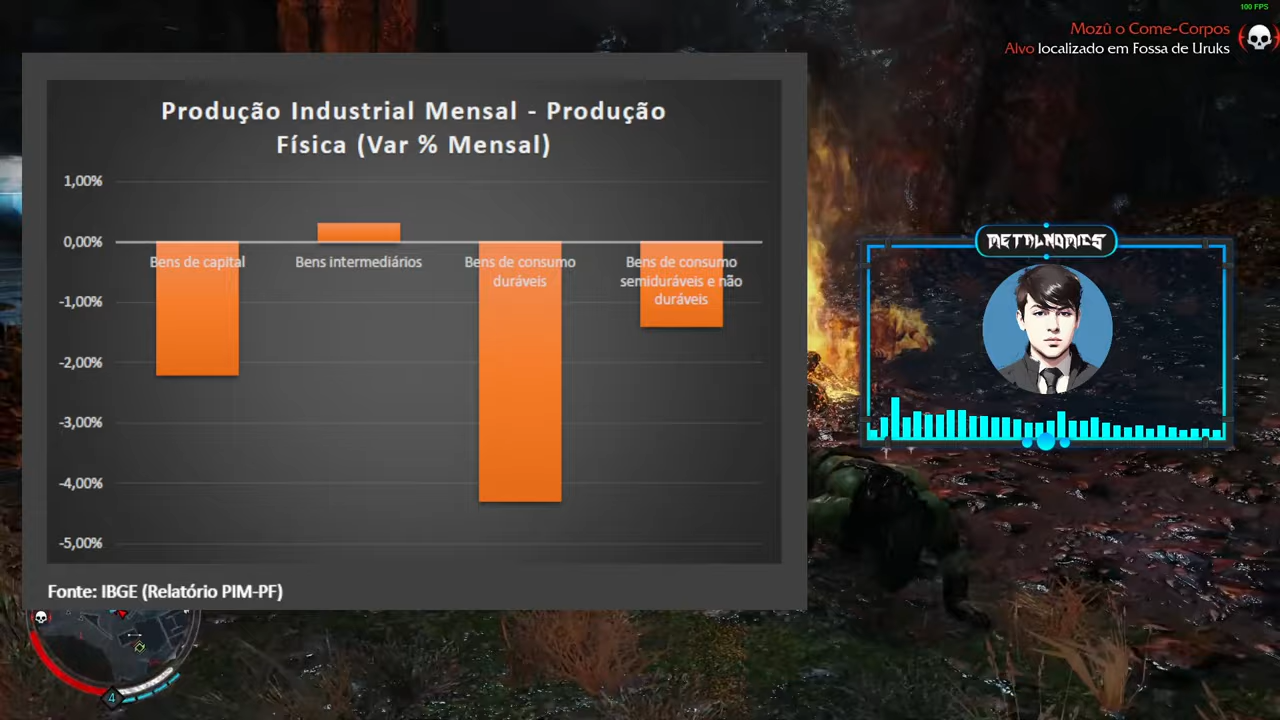 100 FPS
Mozû o Come-Corpos
Alvo localizado em Fossa de Uruks
Produção Industrial Mensal - Produção
Física (Var % Mensal)
1,00%
0,00%
-1,00%
-2,00%
-3,00%
-4,00%
-5,00%
Bens de capital
Bens intermediários
Bens de consumo
duráveis
Bens de consumo
semiduráveis e não
duráveis
Fonte: IBGE (Relatório PIM-PF)
METALNOMICS
4